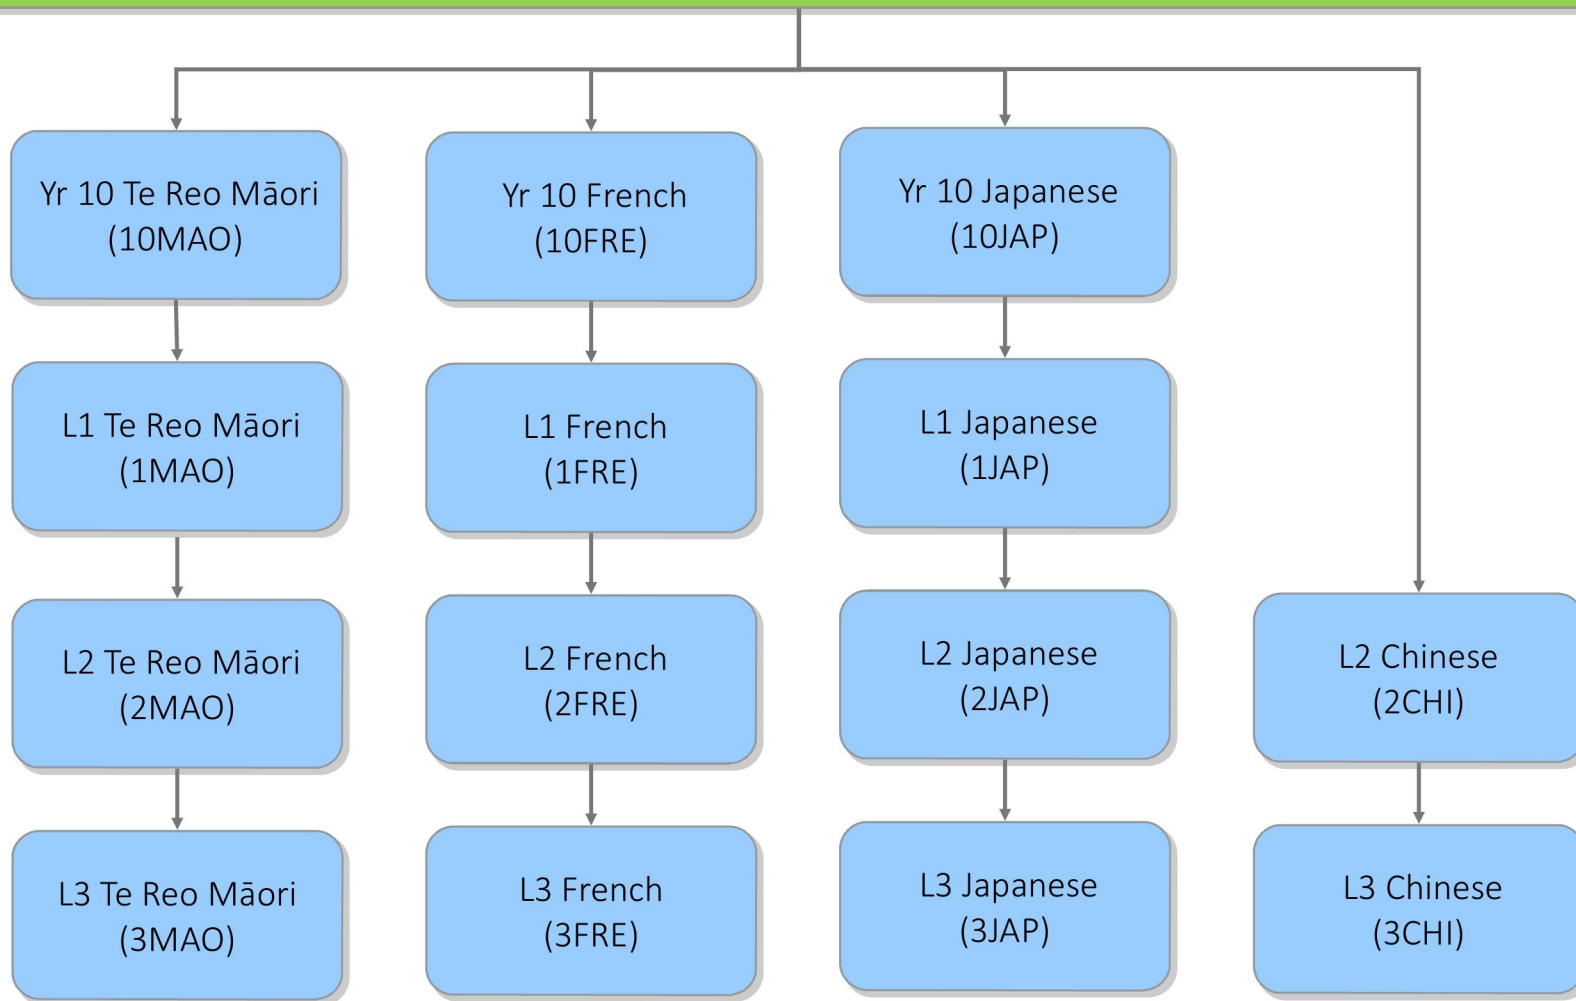 Yr 10 Te Reo Māori
(10MAO)
Yr 10 French
(10FRE)
Yr 10 Japanese
(10JAP)
L1 Te Reo Māori
(1MAO)
L1 French
(1FRE)
L1 Japanese
(1JAP)
L2 Te Reo Māori
(2MAO)
L2 French
(2FRE)
L2 Japanese
(2JAP)
L2 Chinese
(2CHI)
L3 Te Reo Māori
(3MAO)
L3 French
(3FRE)
L3 Japanese
(3JAP)
L3 Chinese
(3CHI)